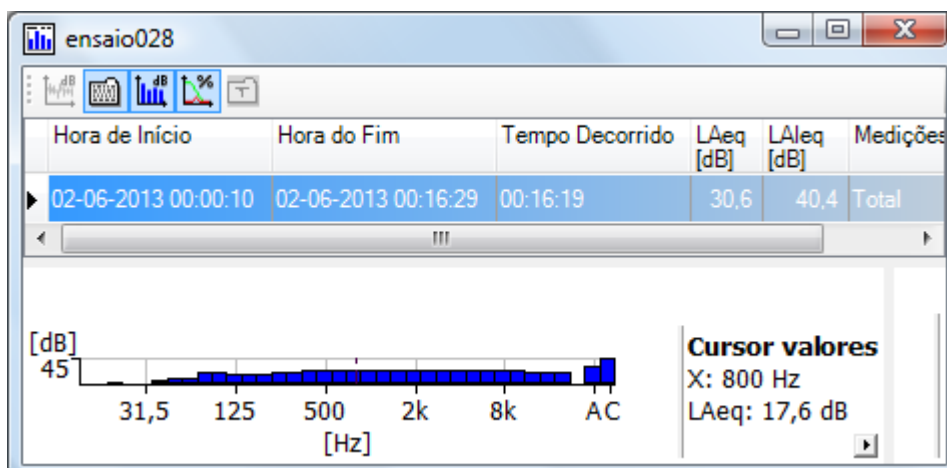 ensaio028
Hora de Início Hora do Fim Tempo Decorrido LAeq [dB] LAIeq [dB] Medições
02-06-2013 00:00:10 02-06-2013 00:16:29 00:16:19 30,6 40,4 Total
[dB]
45
31,5 125 500 2k 8k A C
[Hz]
Cursor valores
X: 800 Hz
LAeq: 17,6 dB